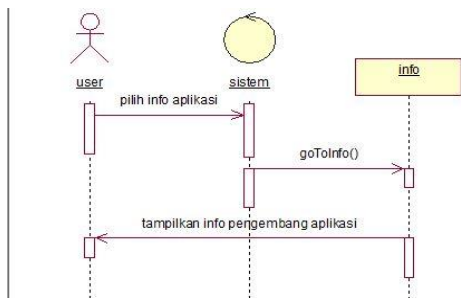 user
sistem
info
pilih info aplikasi
goToInfo()
tampilkan info pengembang aplikasi